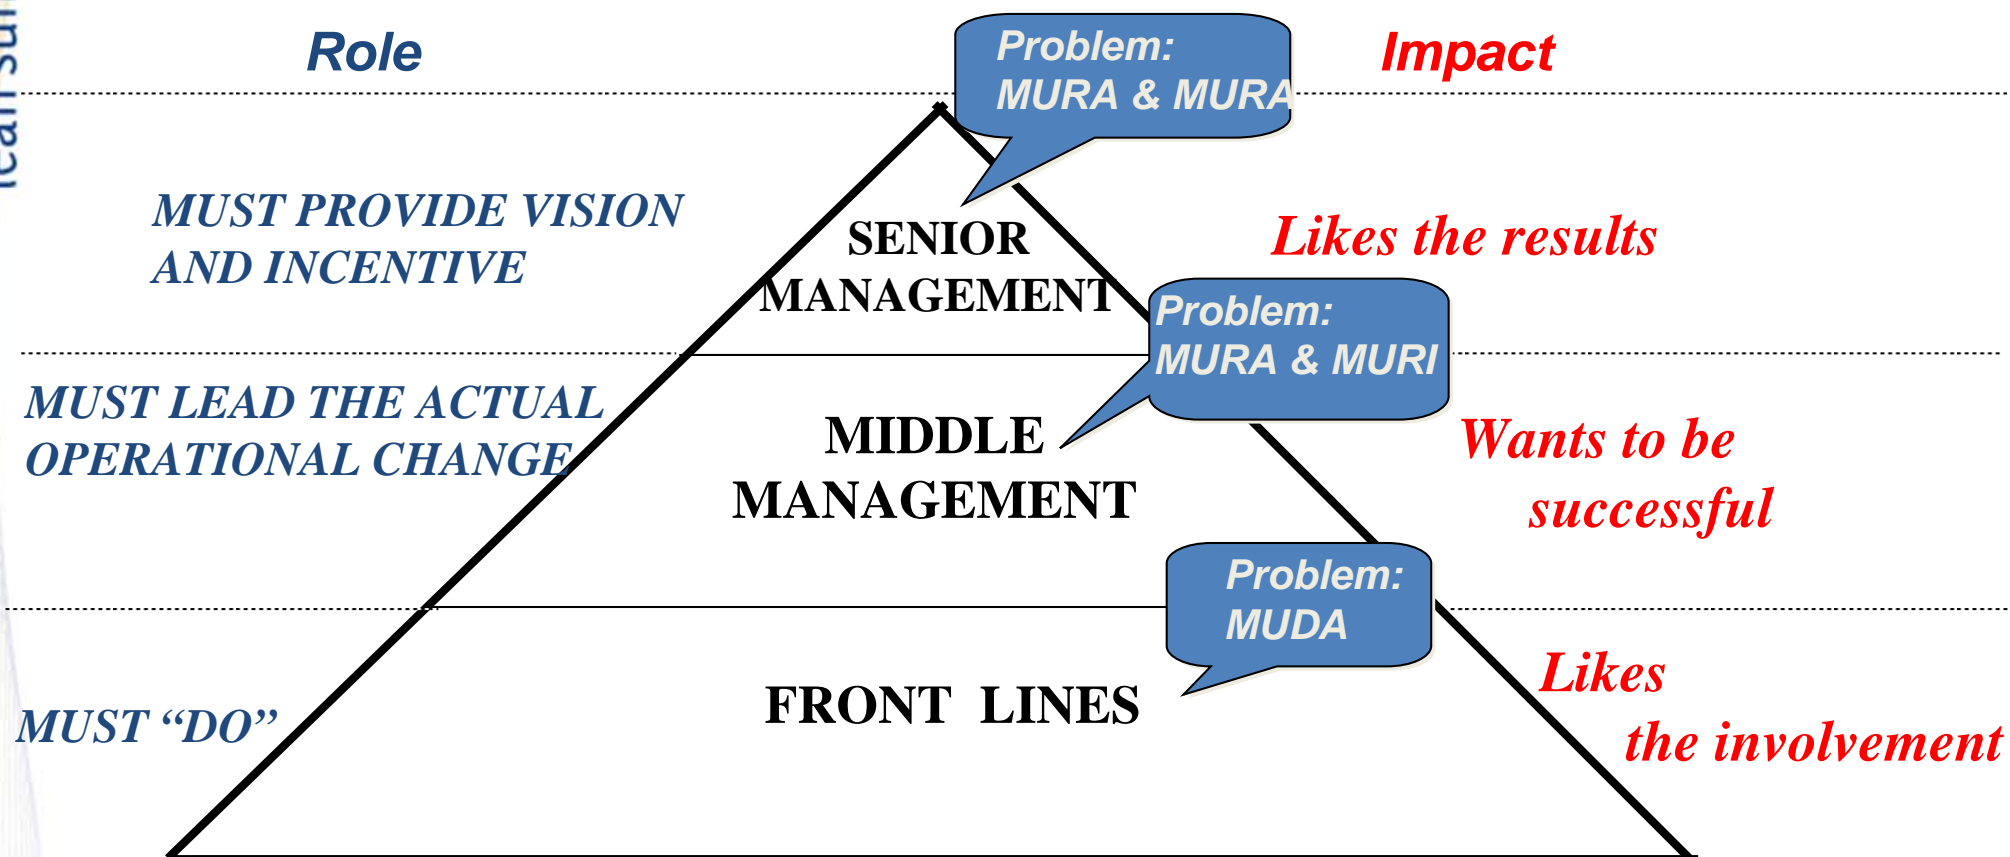 Role
Problem:
MURA & MURA
Impact
MUST PROVIDE VISION
AND INCENTIVE
SENIOR
MANAGEMENT
Likes the results
Problem:
MURA & MURI
MUST LEAD THE ACTUAL
OPERATIONAL CHANGE
MIDDLE
MANAGEMENT
Wants to be
successful
Problem:
MUDA
FRONT LINES
MUST “DO”
Likes
the involvement